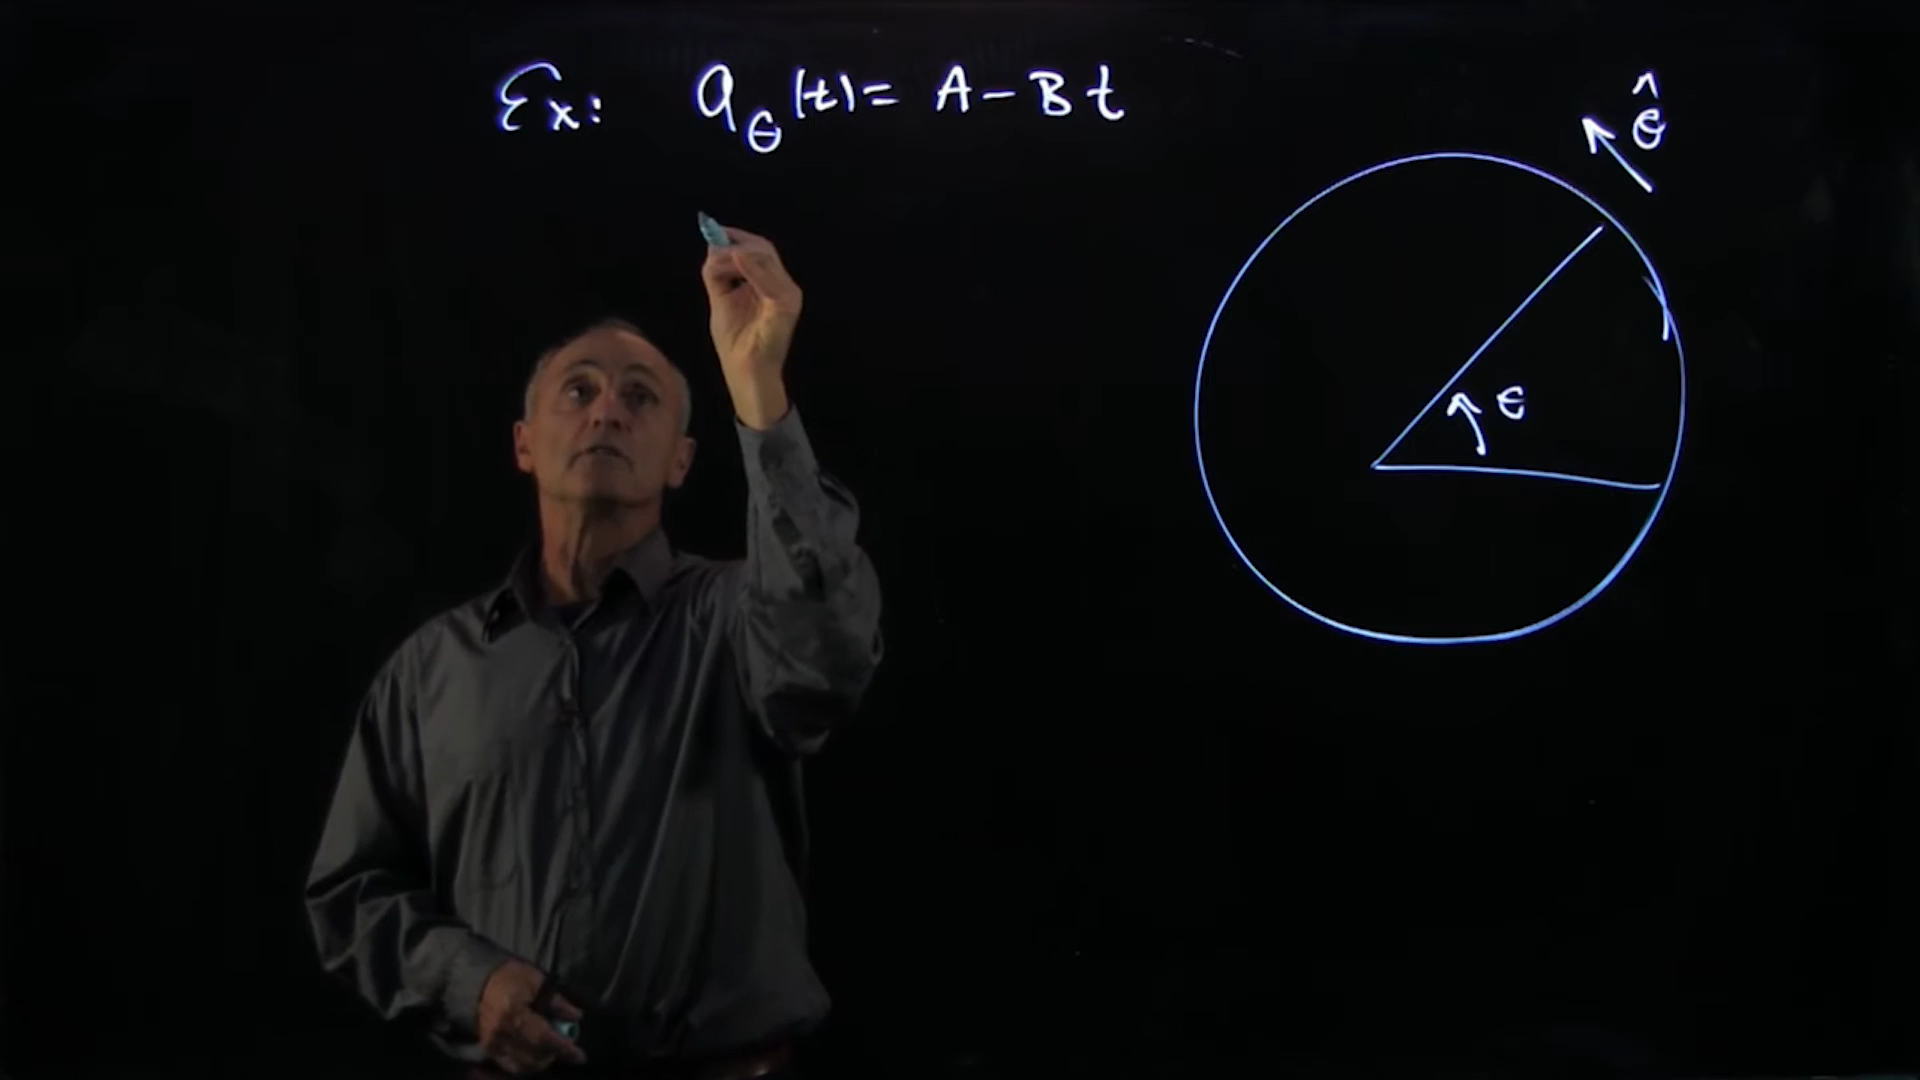 Ex: a_θ(t) = A - Bt
θ̂
θ